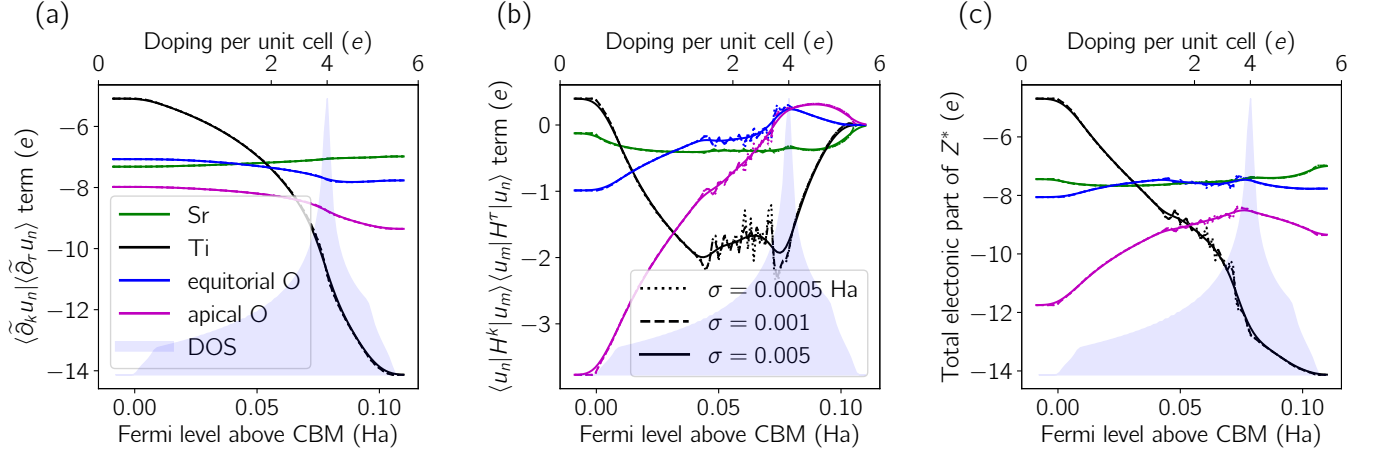 (a)
Doping per unit cell (e)
0 2 4 6
⟨∂̃ₖuₙ|⟨∂̃_τ uₙ⟩ term (e)
−6
−8
−10
−12
−14
Sr
Ti
equitorial O
apical O
DOS
0.00 0.05 0.10
Fermi level above CBM (Ha)
(b)
Doping per unit cell (e)
0 2 4 6
⟨uₙ|Hᵏ|uₘ⟩⟨uₘ|H^τ|uₙ⟩ term (e)
0
−1
−2
−3
σ = 0.0005 Ha
σ = 0.001
σ = 0.005
0.00 0.05 0.10
Fermi level above CBM (Ha)
(c)
Doping per unit cell (e)
0 2 4 6
Total electonic part of Z* (e)
−6
−8
−10
−12
−14
0.00 0.05 0.10
Fermi level above CBM (Ha)